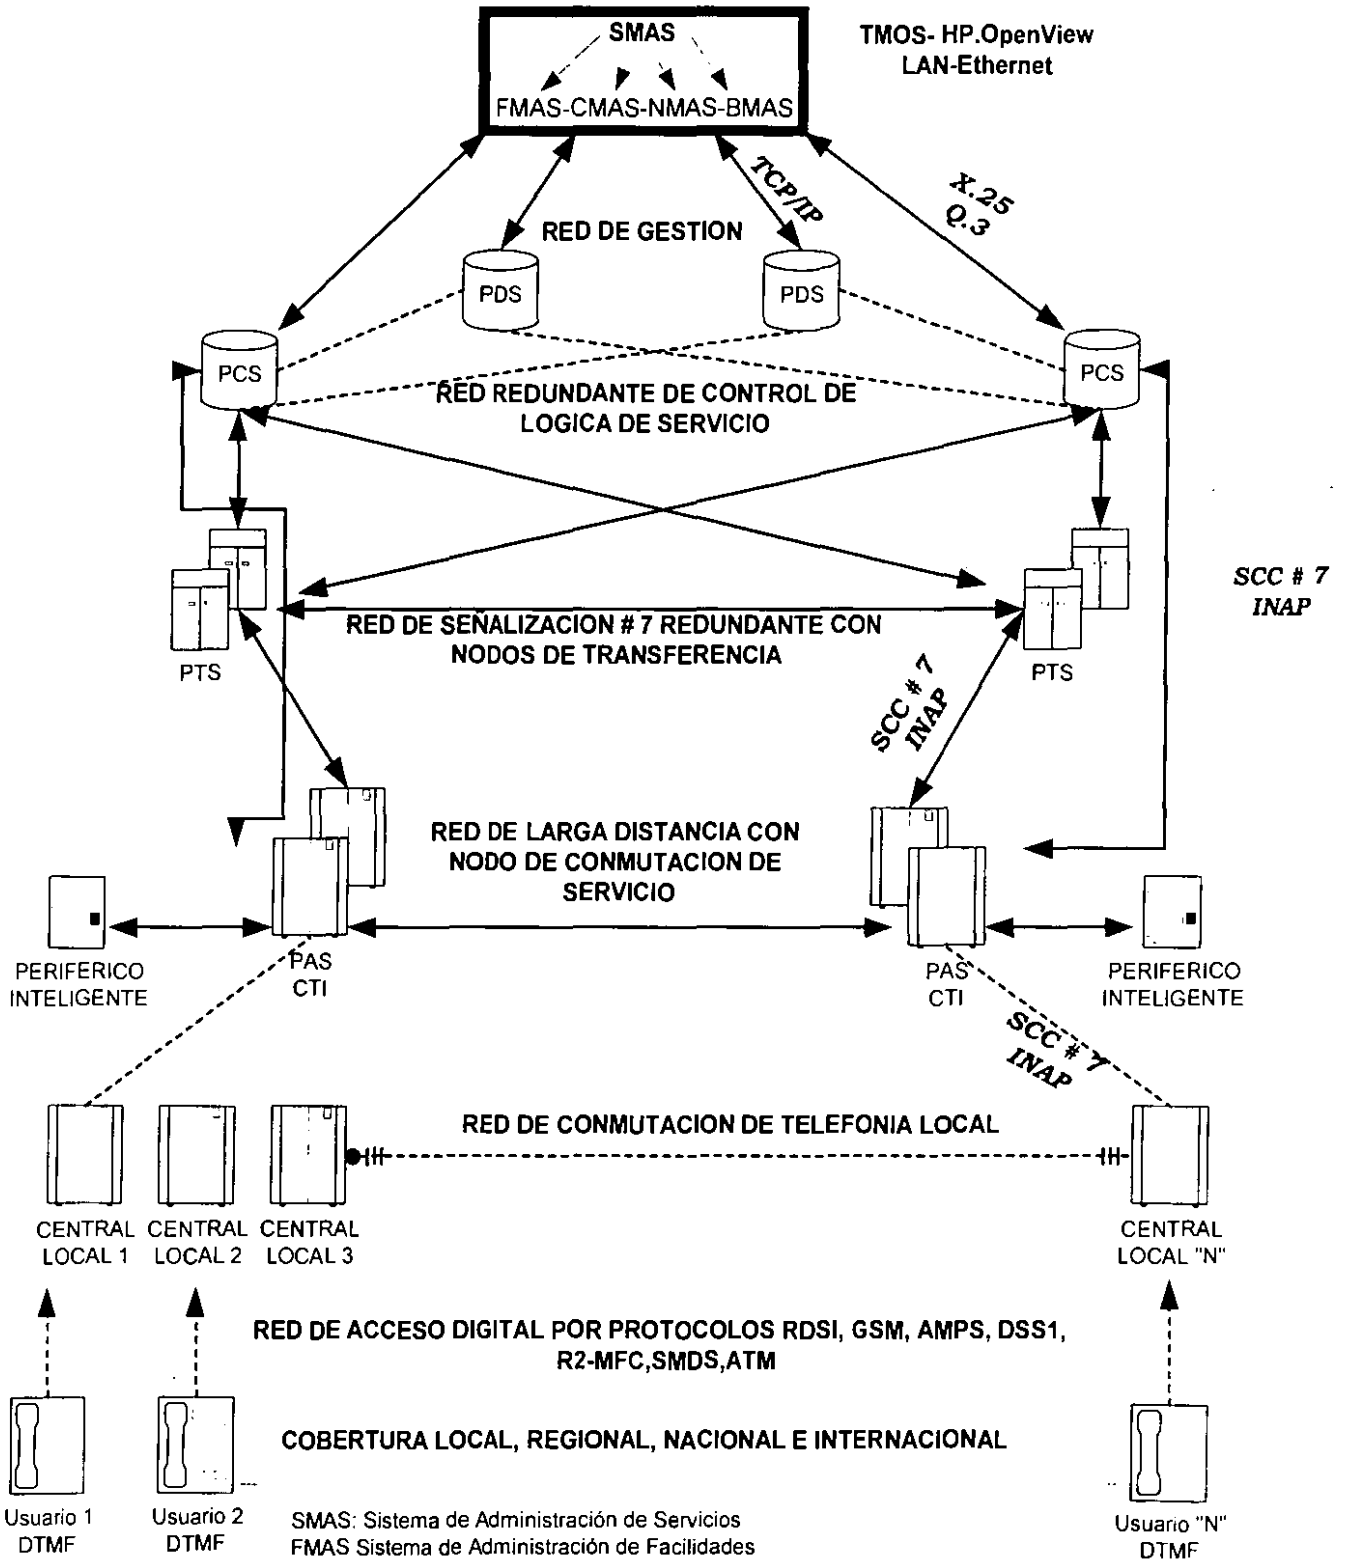 SMAS
TMOS- HP.OpenView
LAN-Ethernet
FMAS-CMAS-NMAS-BMAS
TCP/IP
X.25
Q.3
RED DE GESTION
PDS
PDS
PCS
PCS
RED REDUNDANTE DE CONTROL DE
LOGICA DE SERVICIO
SCC # 7
INAP
RED DE SEÑALIZACION # 7 REDUNDANTE CON
NODOS DE TRANSFERENCIA
PTS
PTS
SCC # 7
INAP
RED DE LARGA DISTANCIA CON
NODO DE CONMUTACION DE
SERVICIO
PERIFERICO
INTELIGENTE
PAS
CTI
PAS
CTI
PERIFERICO
INTELIGENTE
SCC # 7
INAP
RED DE CONMUTACION DE TELEFONIA LOCAL
CENTRAL
LOCAL 1
CENTRAL
LOCAL 2
CENTRAL
LOCAL 3
CENTRAL
LOCAL "N"
RED DE ACCESO DIGITAL POR PROTOCOLOS RDSI, GSM, AMPS, DSS1,
R2-MFC,SMDS,ATM
COBERTURA LOCAL, REGIONAL, NACIONAL E INTERNACIONAL
Usuario 1
DTMF
Usuario 2
DTMF
Usuario "N"
DTMF
SMAS: Sistema de Administración de Servicios
FMAS Sistema de Administración de Facilidades